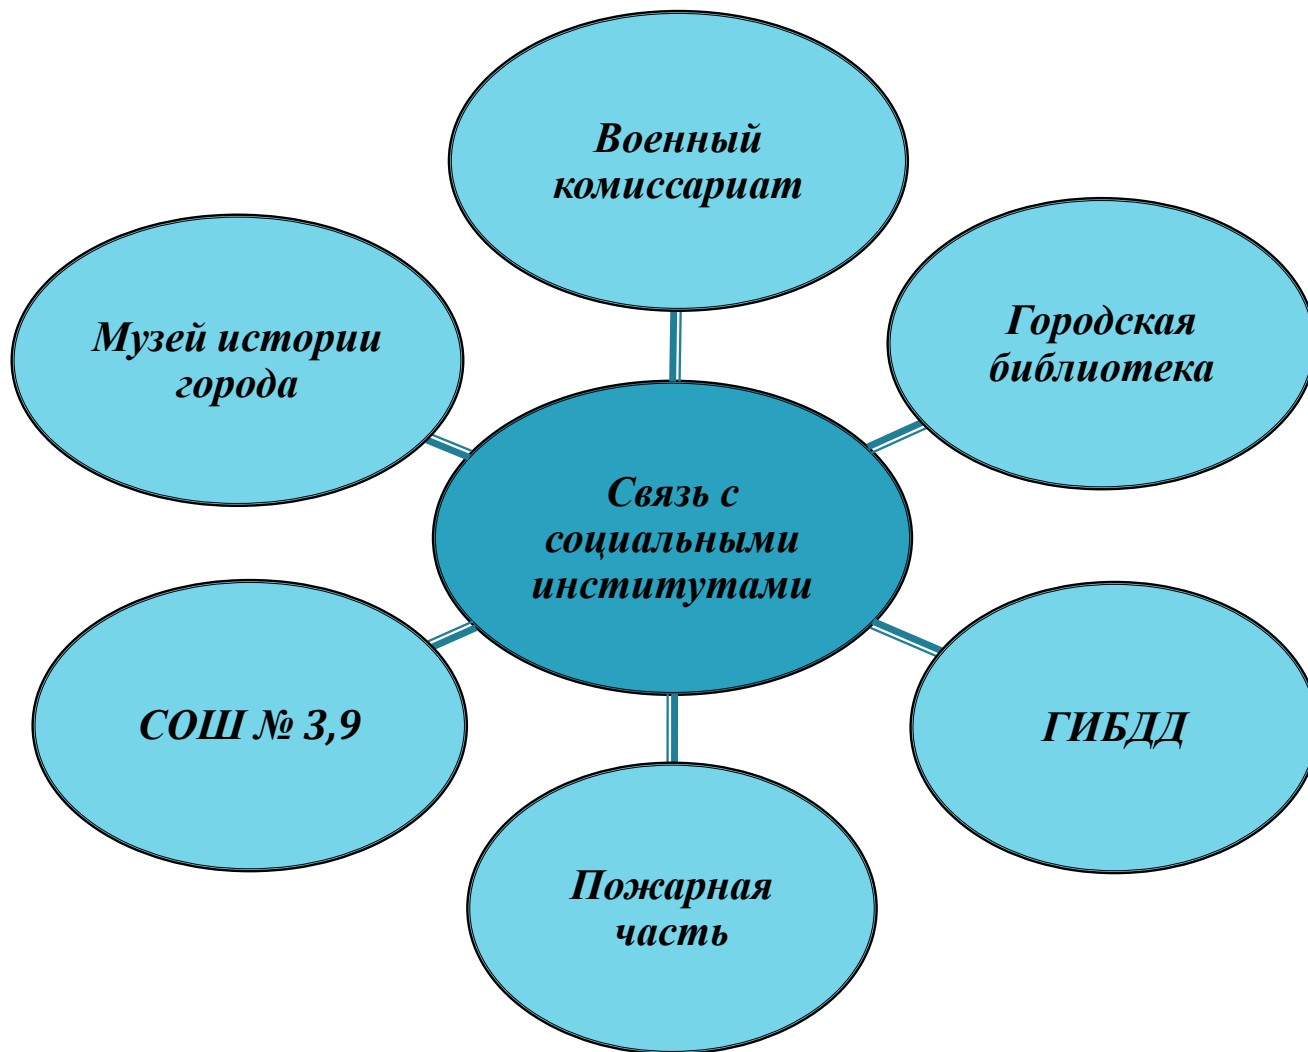 Военный
комиссариат
Музей истории
города
Городская
библиотека
Связь с
социальными
институтами
СОШ № 3,9
ГИБДД
Пожарная
часть